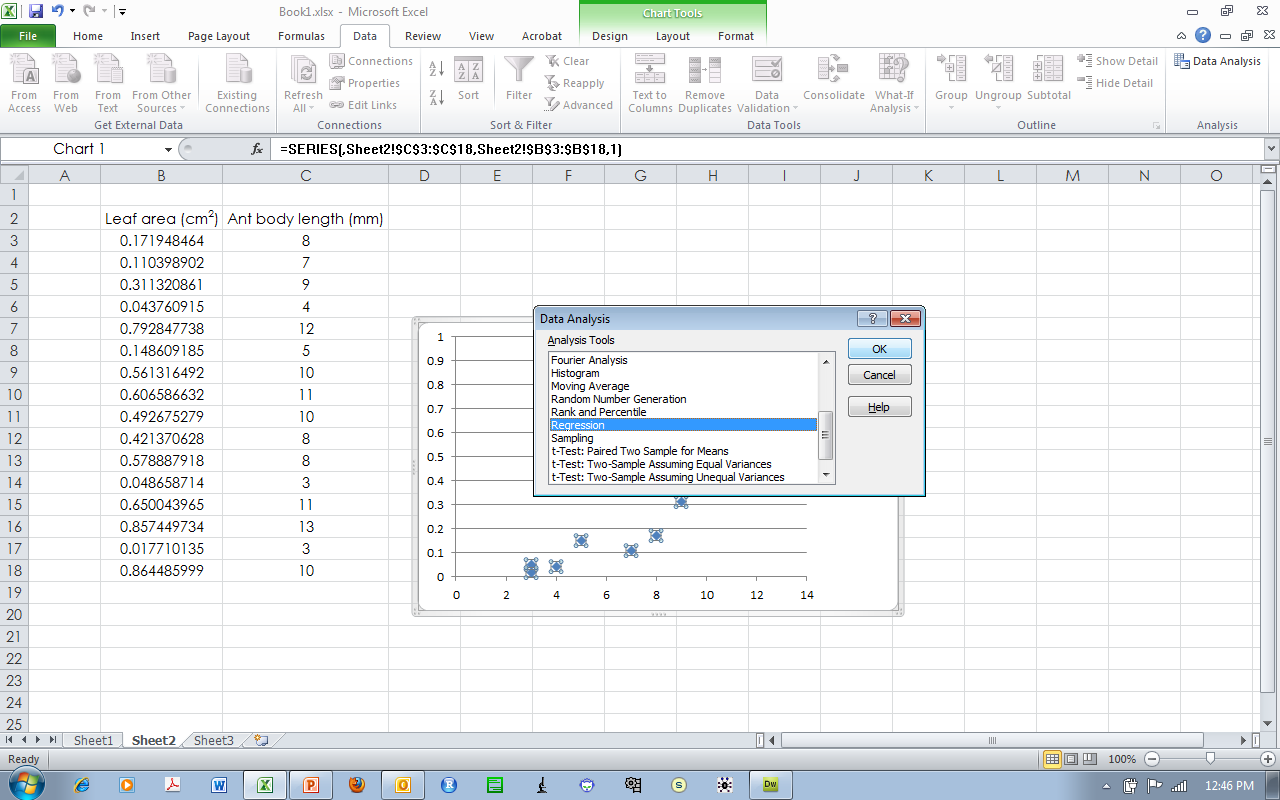 Book1.xlsx - Microsoft Excel
Chart Tools
File Home Insert Page Layout Formulas Data Review View Acrobat Design Layout Format
From Access
From Web
From Text
From Other Sources
Existing Connections
Get External Data
Refresh All
Connections
Properties
Edit Links
Connections
Sort
Filter
Clear
Reapply
Advanced
Sort & Filter
Text to Columns
Remove Duplicates
Data Validation
Consolidate
What-If Analysis
Data Tools
Group
Ungroup
Subtotal
Show Detail
Hide Detail
Outline
Data Analysis
Analysis
Chart 1
fx
=SERIES(,Sheet2!$C$3:$C$18,Sheet2!$B$3:$B$18,1)
A B C D E F G H I J K L M N O
1
2 Leaf area (cm²) Ant body length (mm)
3 0.171948464 8
4 0.110398902 7
5 0.311320861 9
6 0.043760915 4
7 0.792847738 12
8 0.148609185 5
9 0.561316492 10
10 0.606586632 11
11 0.492675279 10
12 0.421370628 8
13 0.578887918 8
14 0.048658714 3
15 0.650043965 11
16 0.857449734 13
17 0.017710135 3
18 0.864485999 10
19
20
21
22
23
24
25
1
0.9
0.8
0.7
0.6
0.5
0.4
0.3
0.2
0.1
0
0 2 4 6 8 10 12 14
Data Analysis
Analysis Tools
Fourier Analysis
Histogram
Moving Average
Random Number Generation
Rank and Percentile
Regression
Sampling
t-Test: Paired Two Sample for Means
t-Test: Two-Sample Assuming Equal Variances
t-Test: Two-Sample Assuming Unequal Variances
OK
Cancel
Help
Sheet1 Sheet2 Sheet3
Ready
100%
Dw
12:46 PM